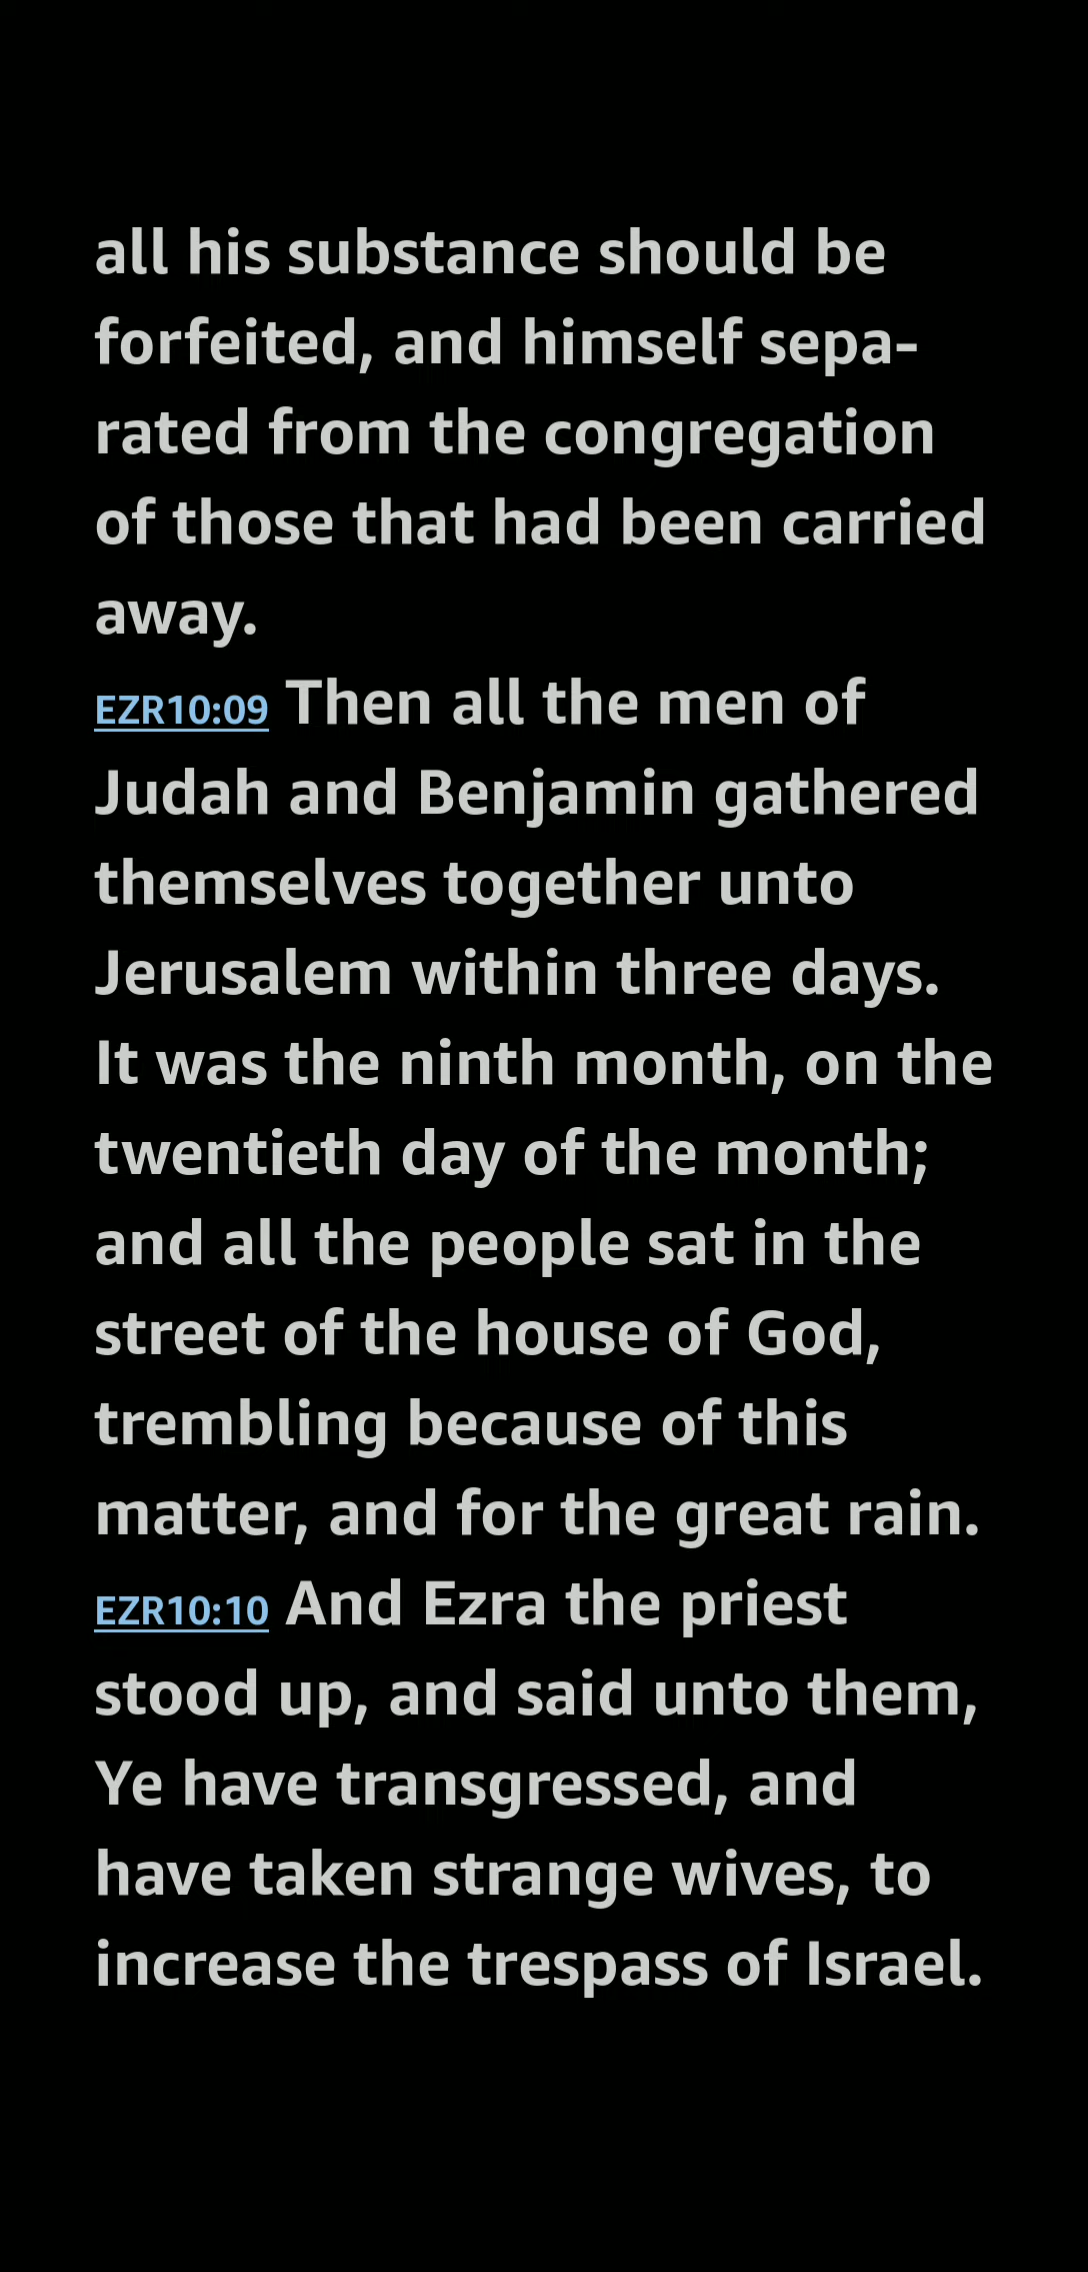 all his substance should be
forfeited, and himself sepa-
rated from the congregation
of those that had been carried
away.
EZR10:09 Then all the men of
Judah and Benjamin gathered
themselves together unto
Jerusalem within three days.
It was the ninth month, on the
twentieth day of the month;
and all the people sat in the
street of the house of God,
trembling because of this
matter, and for the great rain.
EZR10:10 And Ezra the priest
stood up, and said unto them,
Ye have transgressed, and
have taken strange wives, to
increase the trespass of Israel.